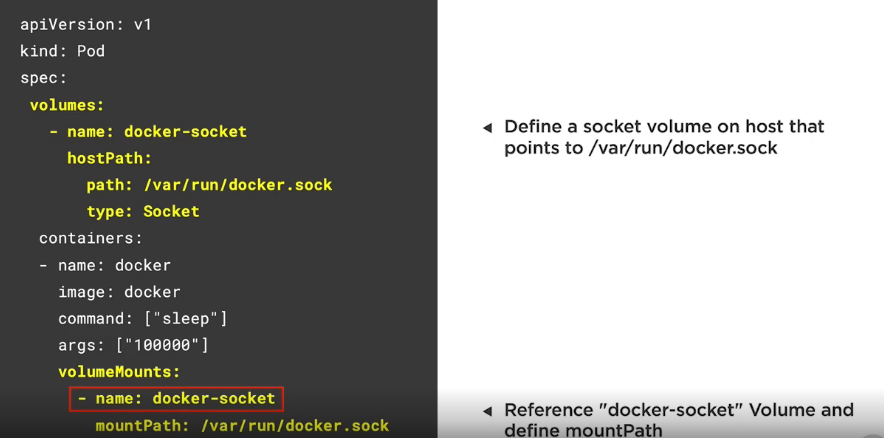 apiVersion: v1
kind: Pod
spec:
volumes:
- name: docker-socket
hostPath:
path: /var/run/docker.sock
type: Socket
containers:
- name: docker
image: docker
command: ["sleep"]
args: ["100000"]
volumeMounts:
- name: docker-socket
mountPath: /var/run/docker.sock
Define a socket volume on host that
points to /var/run/docker.sock
Reference "docker-socket" Volume and
define mountPath